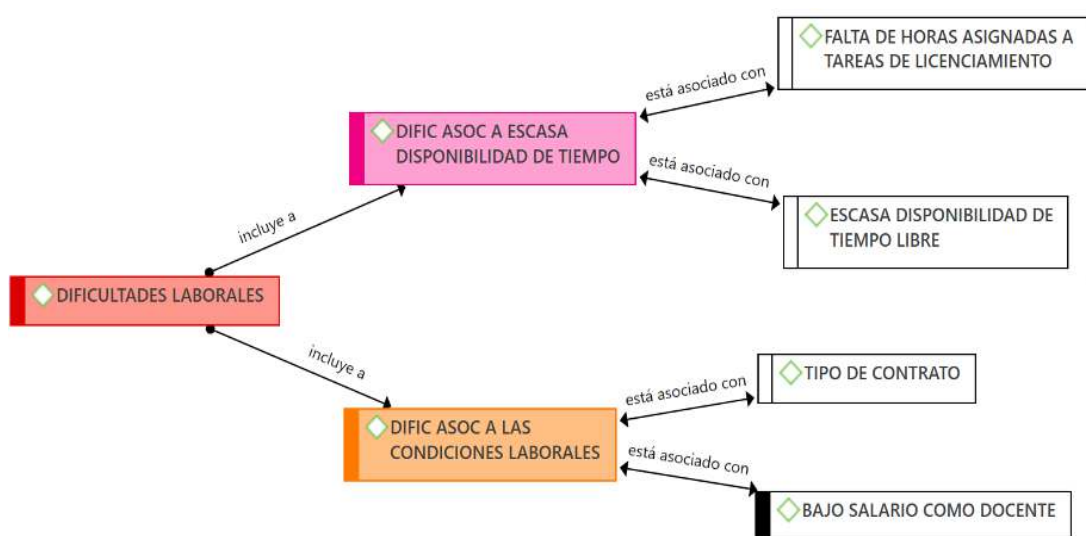 FALTA DE HORAS ASIGNADAS A
TAREAS DE LICENCIAMIENTO
está asociado con
DIFIC ASOC A ESCASA
DISPONIBILIDAD DE TIEMPO
está asociado con
ESCASA DISPONIBILIDAD DE
TIEMPO LIBRE
incluye a
DIFICULTADES LABORALES
incluye a
TIPO DE CONTRATO
está asociado con
DIFIC ASOC A LAS
CONDICIONES LABORALES
está asociado con
BAJO SALARIO COMO DOCENTE